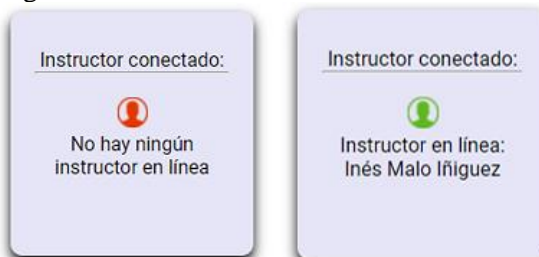 Instructor conectado:
No hay ningún
instructor en línea
Instructor conectado:
Instructor en línea:
Inés Malo Iñiguez